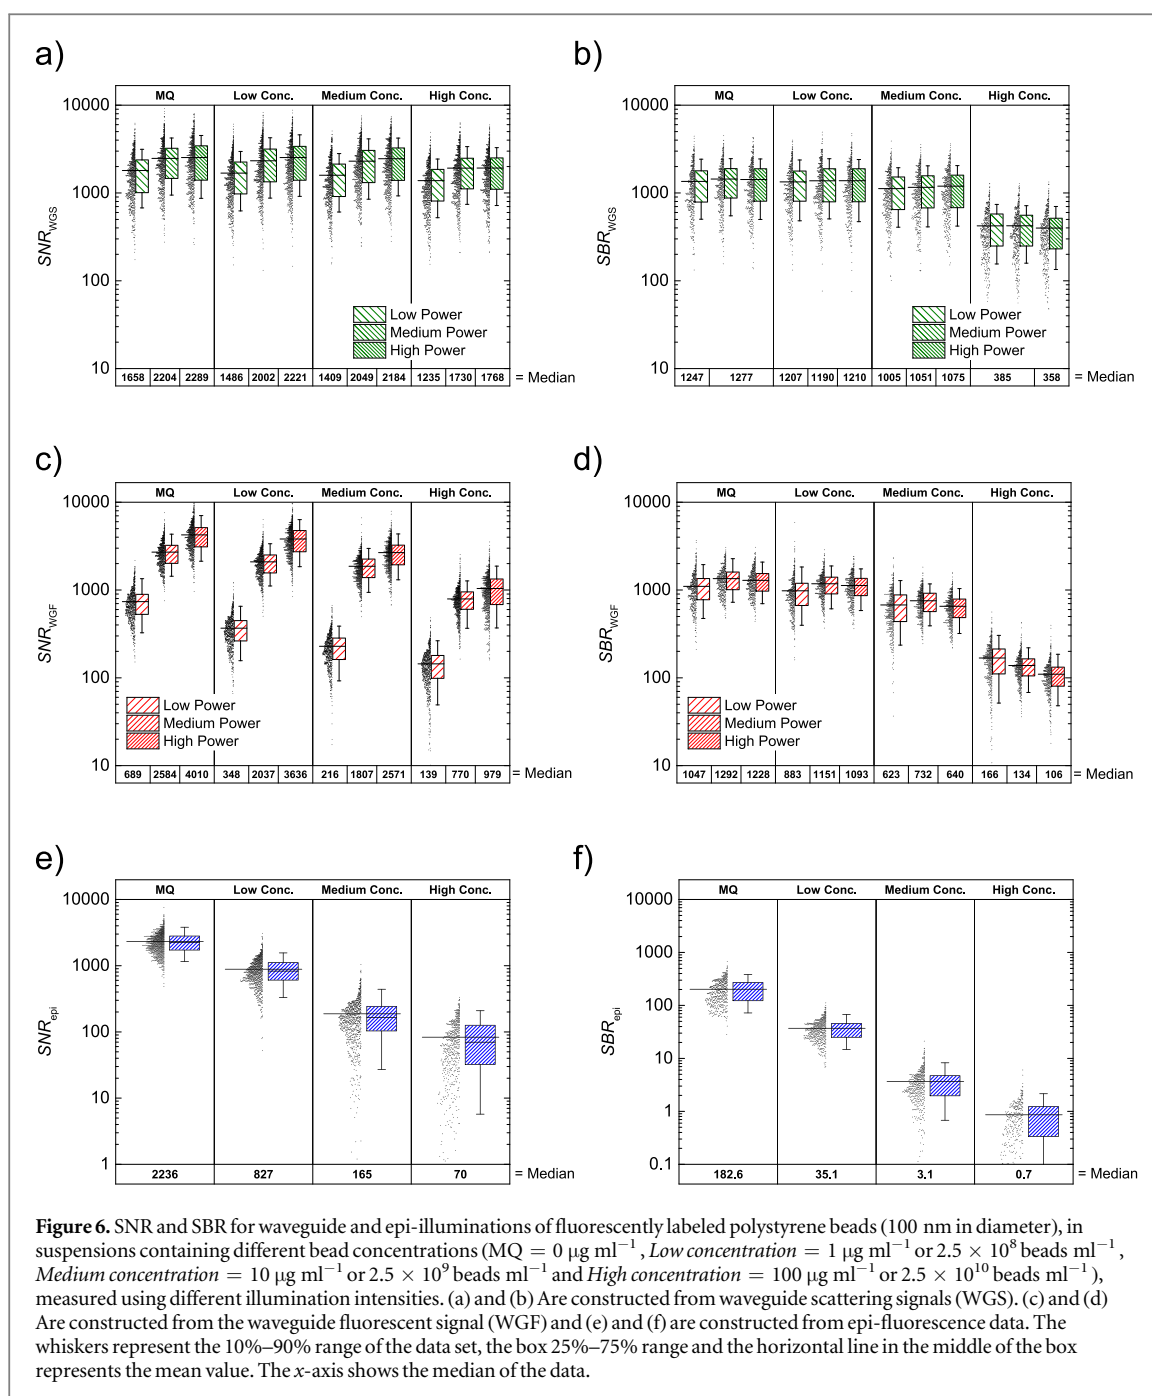 a)
MQ Low Conc. Medium Conc. High Conc.
10000
1000
100
10
SNR_WGS
Low Power
Medium Power
High Power
1658 2204 2289 1486 2002 2221 1409 2049 2184 1235 1730 1768 = Median
b)
MQ Low Conc. Medium Conc. High Conc.
10000
1000
100
10
SBR_WGS
Low Power
Medium Power
High Power
1247 1277 1207 1190 1210 1005 1051 1075 385 358 = Median
c)
MQ Low Conc. Medium Conc. High Conc.
10000
1000
100
10
SNR_WGF
Low Power
Medium Power
High Power
689 2584 4010 348 2037 3636 216 1807 2571 139 770 979 = Median
d)
MQ Low Conc. Medium Conc. High Conc.
10000
1000
100
10
SBR_WGF
Low Power
Medium Power
High Power
1047 1292 1228 883 1151 1093 623 732 640 166 134 106 = Median
e)
MQ Low Conc. Medium Conc. High Conc.
10000
1000
100
10
1
SNR_epi
2236 827 165 70 = Median
f)
MQ Low Conc. Medium Conc. High Conc.
10000
1000
100
10
1
0.1
SBR_epi
182.6 35.1 3.1 0.7 = Median
Figure 6. SNR and SBR for waveguide and epi-illuminations of fluorescently labeled polystyrene beads (100 nm in diameter), in
suspensions containing different bead concentrations (MQ = 0 μg ml⁻¹, Low concentration = 1 μg ml⁻¹ or 2.5 × 10⁸ beads ml⁻¹,
Medium concentration = 10 μg ml⁻¹ or 2.5 × 10⁹ beads ml⁻¹ and High concentration = 100 μg ml⁻¹ or 2.5 × 10¹⁰ beads ml⁻¹),
measured using different illumination intensities. (a) and (b) Are constructed from waveguide scattering signals (WGS). (c) and (d)
Are constructed from the waveguide fluorescent signal (WGF) and (e) and (f) are constructed from epi-fluorescence data. The
whiskers represent the 10%–90% range of the data set, the box 25%–75% range and the horizontal line in the middle of the box
represents the mean value. The x-axis shows the median of the data.